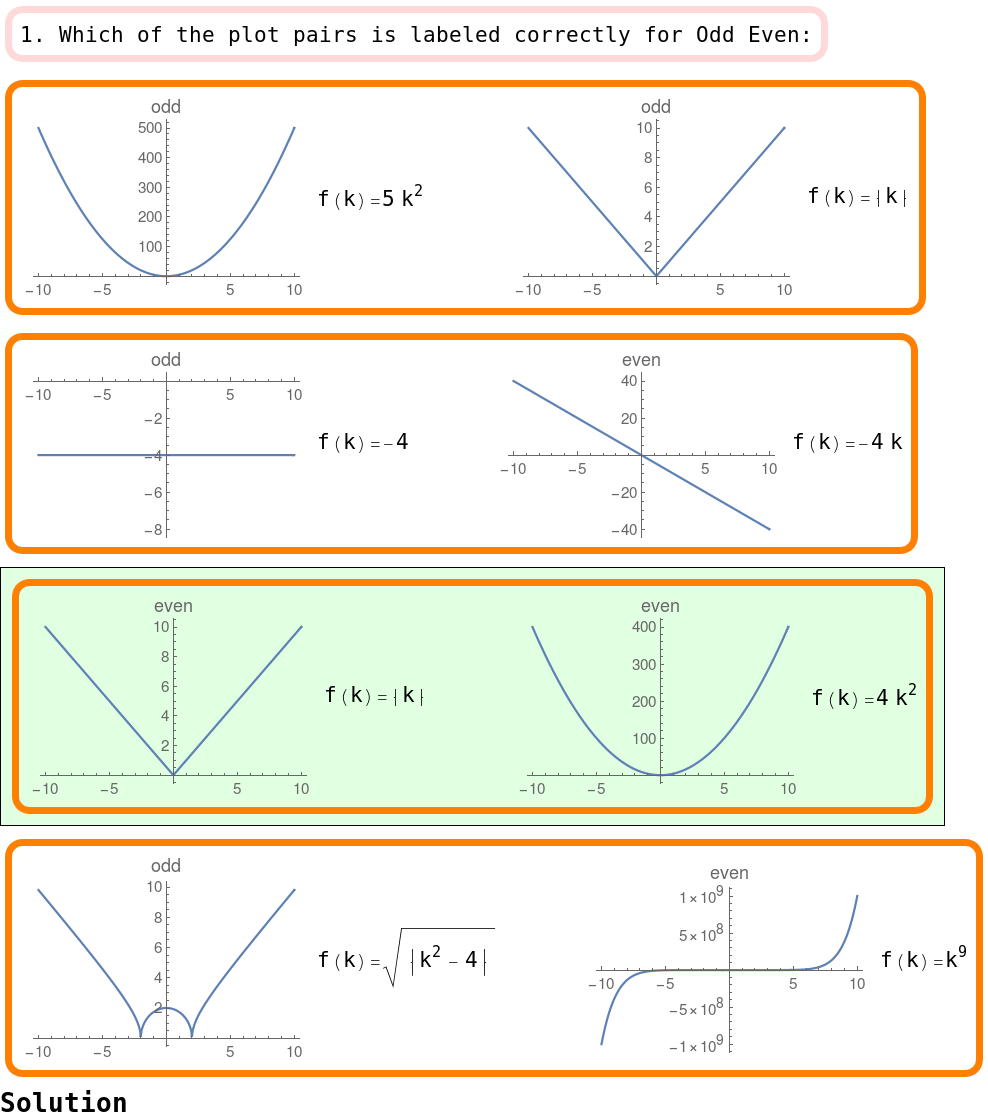 1. Which of the plot pairs is labeled correctly for Odd Even:
odd
500
400
300
200
100
−10 −5 5 10
f(k)=5 k²
odd
10
8
6
4
2
−10 −5 5 10
f(k)=|k|
odd
−10 −5 5 10
−2
−4
−6
−8
f(k)=−4
even
40
20
−10 −5 5 10
−20
−40
f(k)=−4 k
even
10
8
6
4
2
−10 −5 5 10
f(k)=|k|
even
400
300
200
100
−10 −5 5 10
f(k)=4 k²
odd
10
8
6
4
2
−10 −5 5 10
f(k)=√|k² − 4|
even
1×10⁹
5×10⁸
−10 −5 5 10
−5×10⁸
−1×10⁹
f(k)=k⁹
Solution